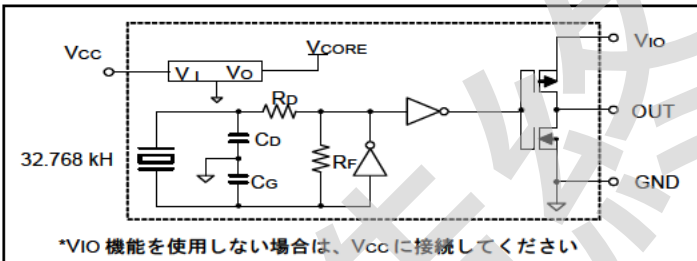 VCC
VI VO
VCORE
VIO
RD
CD
OUT
32.768 kH
RF
CG
GND
*VIO 機能を使用しない場合は、VCC に接続してください